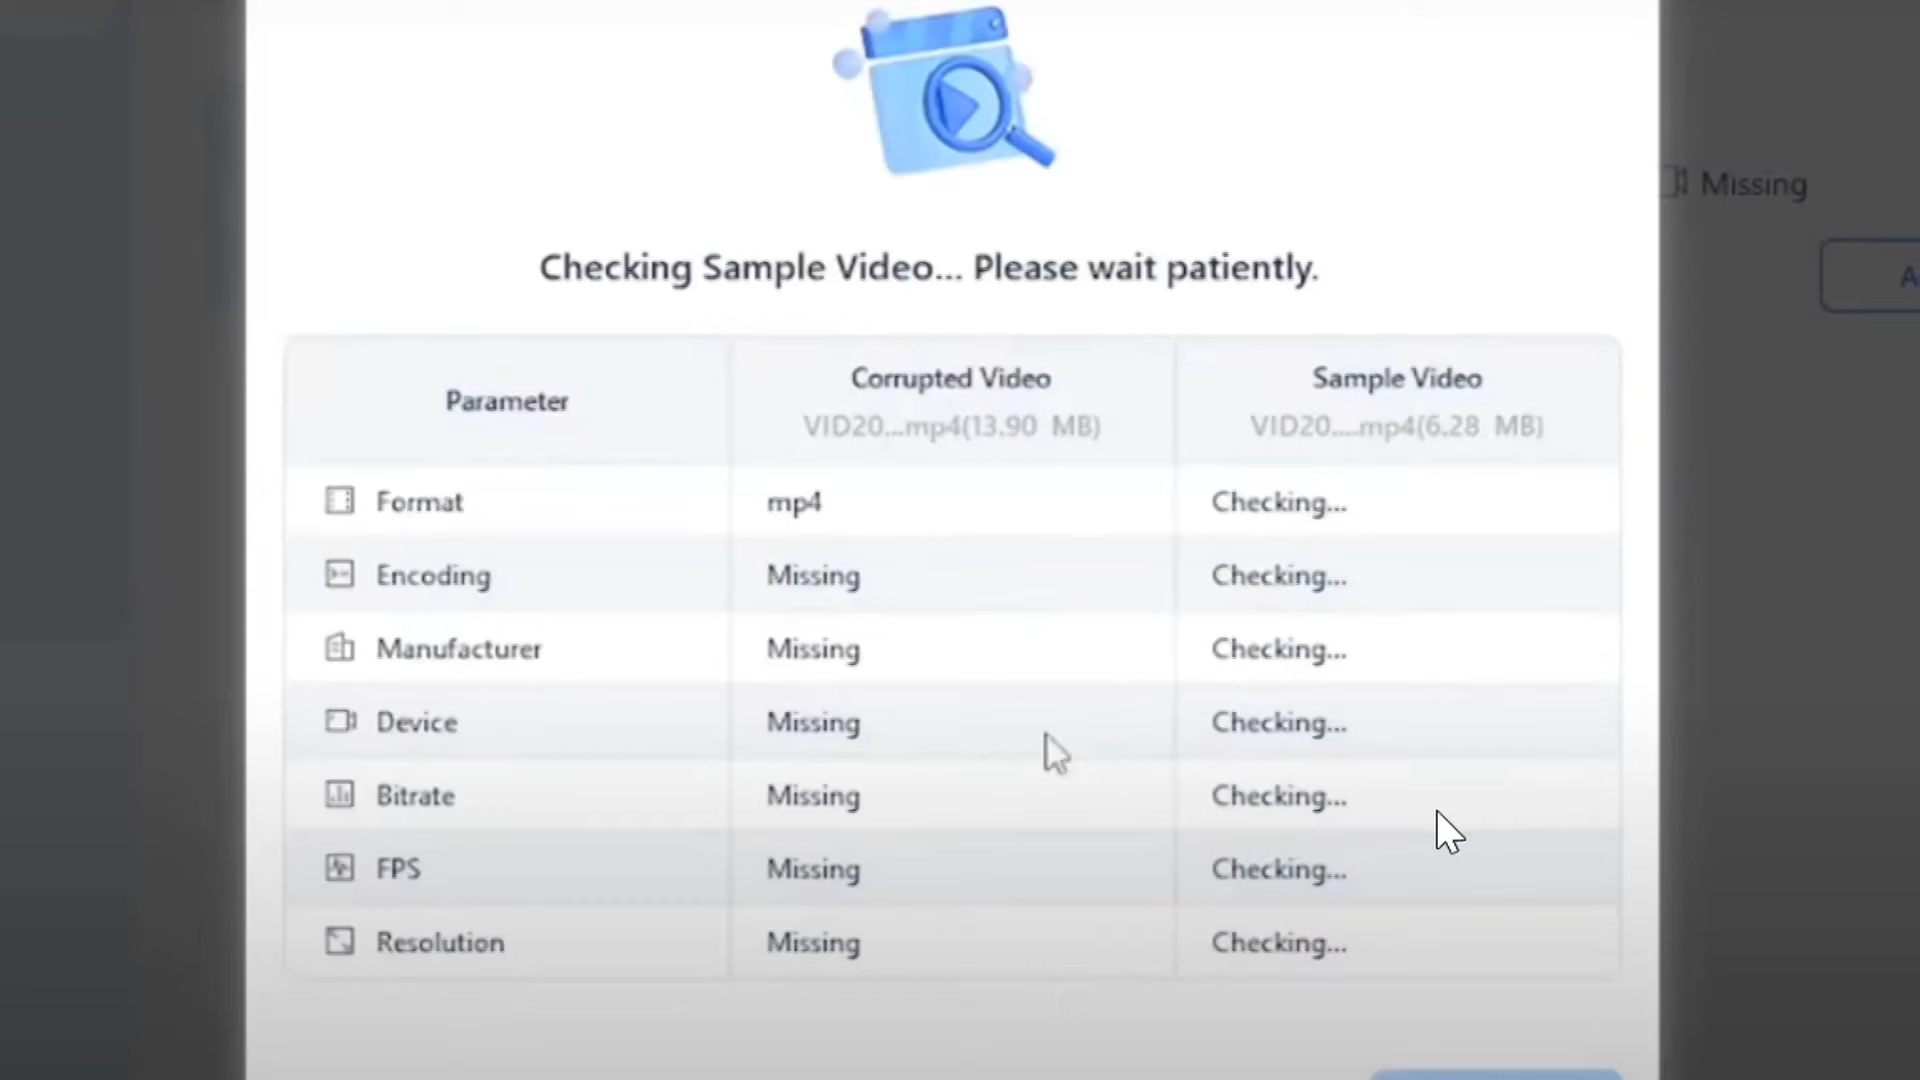 Missing
Checking Sample Video... Please wait patiently.
Parameter
Corrupted Video
VID20...mp4(13.90 MB)
Sample Video
VID20....mp4(6.28 MB)
Format
mp4
Checking...
Encoding
Missing
Checking...
Manufacturer
Missing
Checking...
Device
Missing
Checking...
Bitrate
Missing
Checking...
FPS
Missing
Checking...
Resolution
Missing
Checking...